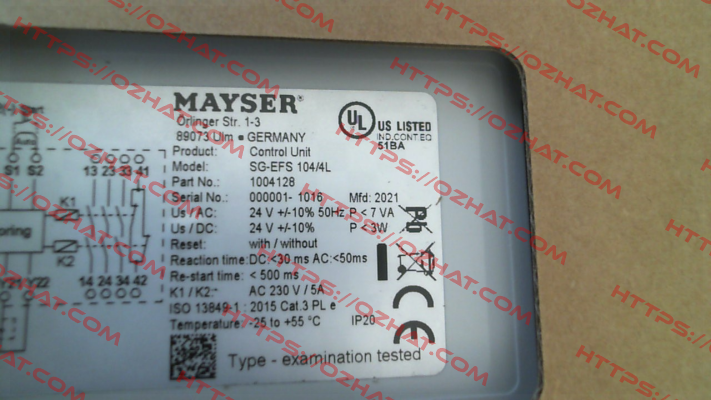 MAYSER®
Örlinger Str. 1-3
89073 Ulm ▪ GERMANY
Product: Control Unit
Model: SG-EFS 104/4L
Part No.: 1004128
Serial No.: 000001- 1016 Mfd: 2021
Us / AC: 24 V +/-10% 50Hz P < 7 VA
Us / DC: 24 V +/-10% P < 3W
Reset: with / without
Reaction time: DC:<30 ms AC:<50ms
Re-start time: < 500 ms
K1 / K2:~ AC 230 V / 5A
ISO 13849-1 : 2015 Cat.3 PL e
Temperature: -25 to +55 °C IP20
Type - examination tested
UL US LISTED
IND.CONT.EQ
51BA
Pb
CE
S1 S2
13 23 33 41
K1
K2
14 24 34 42
Y21 Y22
HTTPS://OZHAT.COM